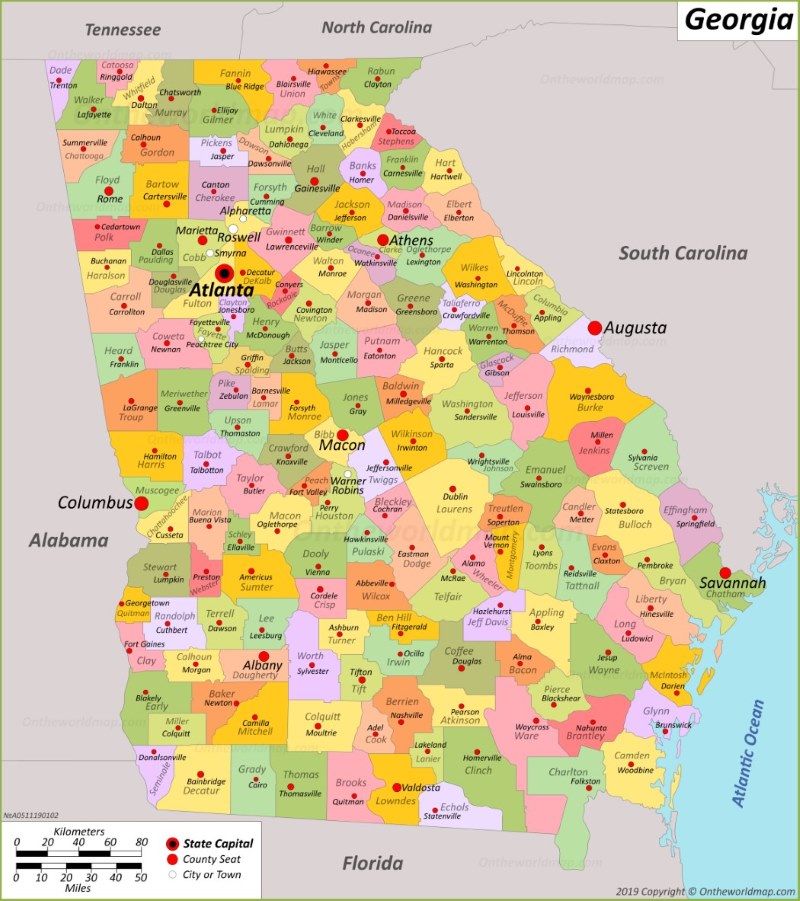 Georgia
Tennessee
North Carolina
Ontheworldmap.com
Ontheworldmap.com
Dade
Trenton
Catoosa
Ringgold
Whitfield
Dalton
Chatsworth
Murray
Fannin
Blue Ridge
Blairsville
Union
Hiawassee
Towns
Rabun
Clayton
Walker
Lafayette
Ellijay
Gilmer
White
Cleveland
Clarkesville
Habersham
Toccoa
Stephens
Lumpkin
Dahlonega
Summerville
Chattooga
Calhoun
Gordon
Pickens
Jasper
Dawson
Dawsonville
Banks
Homer
Franklin
Carnesville
Hart
Hartwell
Hall
Gainesville
Floyd
Rome
Bartow
Cartersville
Canton
Cherokee
Forsyth
Cumming
Jackson
Jefferson
Madison
Danielsville
Elbert
Elberton
Alpharetta
Cedartown
Polk
Marietta
Roswell
Gwinnett
Lawrenceville
Barrow
Winder
Athens
Clarke
Oglethorpe
Lexington
Oconee
Watkinsville
South Carolina
Dallas
Paulding
Cobb
Smyrna
Buchanan
Haralson
Atlanta
Decatur
DeKalb
Walton
Monroe
Wilkes
Washington
Lincolnton
Lincoln
Douglasville
Douglas
Fulton
Conyers
Rockdale
Carroll
Carrollton
Clayton
Jonesboro
Covington
Newton
Morgan
Madison
Greene
Greensboro
Taliaferro
Crawfordville
McDuffie
Thomson
Columbia
Appling
Augusta
Richmond
Ontheworldmap.com
Fayetteville
Fayette
Peachtree City
Henry
McDonough
Coweta
Newnan
Warren
Warrenton
Heard
Franklin
Griffin
Spalding
Butts
Jackson
Jasper
Monticello
Putnam
Eatonton
Hancock
Sparta
Glascock
Gibson
Pike
Zebulon
Barnesville
Lamar
Forsyth
Monroe
Jones
Gray
Baldwin
Milledgeville
Washington
Sandersville
Jefferson
Louisville
Waynesboro
Burke
LaGrange
Troup
Meriwether
Greenville
Upson
Thomaston
Bibb
Macon
Wilkinson
Irwinton
Millen
Jenkins
Sylvania
Screven
Hamilton
Harris
Talbot
Talbotton
Crawford
Knoxville
Jeffersonville
Twiggs
Wrightsville
Johnson
Emanuel
Swainsboro
Muscogee
Columbus
Taylor
Butler
Peach
Fort Valley
Warner
Robins
Perry
Houston
Bleckley
Cochran
Dublin
Laurens
Treutlen
Soperton
Candler
Metter
Statesboro
Bulloch
Effingham
Springfield
Chattahoochee
Cusseta
Marion
Buena Vista
Macon
Oglethorpe
Alabama
Schley
Ellaville
Dooly
Vienna
Hawkinsville
Pulaski
Eastman
Dodge
Mount
Vernon
Montgomery
Lyons
Toombs
Evans
Claxton
Reidsville
Tattnall
Pembroke
Bryan
Savannah
Chatham
Stewart
Lumpkin
Preston
Webster
Americus
Sumter
Cordele
Crisp
Abbeville
Wilcox
Alamo
Wheeler
McRae
Telfair
Georgetown
Quitman
Randolph
Cuthbert
Terrell
Dawson
Lee
Leesburg
Ashburn
Turner
Ben Hill
Fitzgerald
Hazlehurst
Jeff Davis
Appling
Baxley
Liberty
Hinesville
Long
Ludowici
Fort Gaines
Clay
Calhoun
Morgan
Albany
Dougherty
Worth
Sylvester
Tifton
Tift
Ocilla
Irwin
Coffee
Douglas
Alma
Bacon
Jesup
Wayne
McIntosh
Darien
Blakely
Early
Baker
Newton
Camilla
Mitchell
Colquitt
Moultrie
Berrien
Nashville
Pearson
Atkinson
Pierce
Blackshear
Glynn
Brunswick
Miller
Colquitt
Adel
Cook
Lakeland
Lanier
Waycross
Ware
Nahunta
Brantley
Atlantic Ocean
Donalsonville
Seminole
Bainbridge
Decatur
Grady
Cairo
Thomas
Thomasville
Brooks
Quitman
Valdosta
Lowndes
Homerville
Clinch
Echols
Statenville
Charlton
Folkston
Camden
Woodbine
Florida
NsA0511190102
Kilometers
0 20 40 60 80
0 10 20 30 40 50
Miles
State Capital
County Seat
City or Town
Ontheworldmap.com
2019 Copyright © Ontheworldmap.com